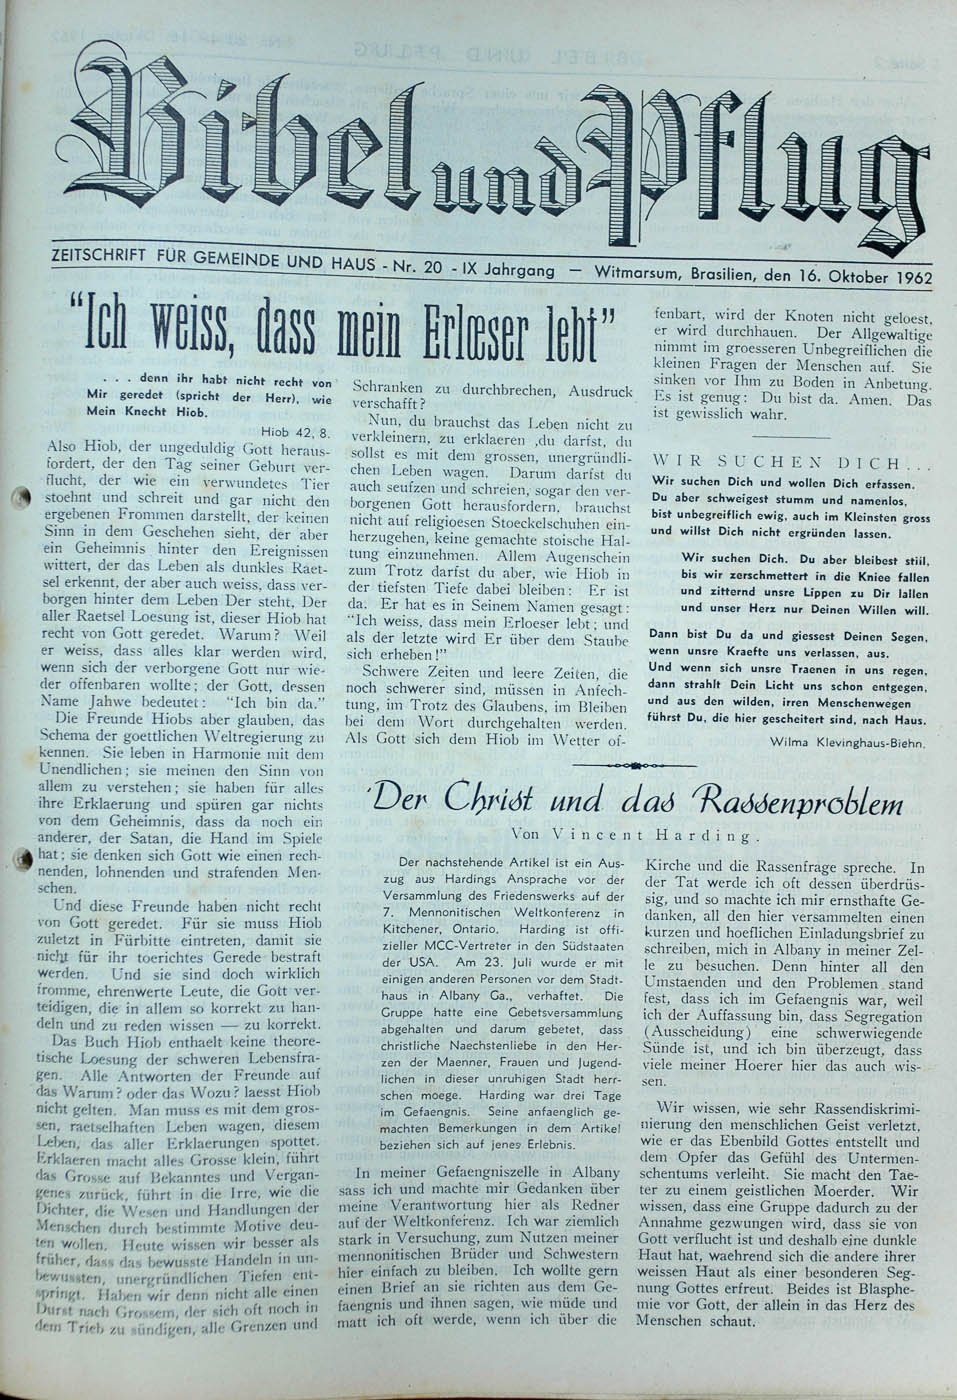 Bibel und Pflug
ZEITSCHRIFT FÜR GEMEINDE UND HAUS - Nr. 20 - IX Jahrgang — Witmarsum, Brasilien, den 16. Oktober 1962
"Ich weiss, dass mein Erlœser lebt"
. . . denn ihr habt nicht recht von
Mir geredet (spricht der Herr), wie
Mein Knecht Hiob.
Hiob 42, 8.
Also Hiob, der ungeduldig Gott heraus-
fordert, der den Tag seiner Geburt ver-
flucht, der wie ein verwundetes Tier
stoehnt und schreit und gar nicht den
ergebenen Frommen darstellt, der keinen
Sinn in dem Geschehen sieht, der aber
ein Geheimnis hinter den Ereignissen
wittert, der das Leben als dunkles Raet-
sel erkennt, der aber auch weiss, dass ver-
borgen hinter dem Leben Der steht, Der
aller Raetsel Loesung ist, dieser Hiob hat
recht von Gott geredet. Warum? Weil
er weiss, dass alles klar werden wird,
wenn sich der verborgene Gott nur wie-
der offenbaren wollte; der Gott, dessen
Name Jahwe bedeutet: "Ich bin da."
Die Freunde Hiobs aber glauben, das
Schema der goettlichen Weltregierung zu
kennen. Sie leben in Harmonie mit dem
Unendlichen; sie meinen den Sinn von
allem zu verstehen; sie haben für alles
ihre Erklaerung und spüren gar nichts
von dem Geheimnis, dass da noch ein
anderer, der Satan, die Hand im Spiele
hat; sie denken sich Gott wie einen rech-
nenden, lohnenden und strafenden Men-
schen.
Und diese Freunde haben nicht recht
von Gott geredet. Für sie muss Hiob
zuletzt in Fürbitte eintreten, damit sie
nicht für ihr toerichtes Gerede bestraft
werden. Und sie sind doch wirklich
fromme, ehrenwerte Leute, die Gott ver-
teidigen, die in allem so korrekt zu han-
deln und zu reden wissen — zu korrekt.
Das Buch Hiob enthaelt keine theore-
tische Loesung der schweren Lebensfra-
gen. Alle Antworten der Freunde auf
das Warum? oder das Wozu? laesst Hiob
nicht gelten. Man muss es mit dem gros-
sen, raetselhaften Leben wagen, diesem
Leben, das aller Erklaerungen spottet.
Erklaeren macht alles Grosse klein, führt
das Grosse auf Bekanntes und Vergan-
genes zurück, führt in die Irre, wie die
Dichter, die Wesen und Handlungen der
Menschen durch bestimmte Motive deu-
ten wollen. Heute wissen wir besser als
früher, dass das bewusste Handeln in un-
bewussten, unergründlichen Tiefen ent-
springt. Haben wir denn nicht alle einen
Durst nach Grossem, der sich oft noch in
dem Trieb zu sündigen, alle Grenzen und
Schranken zu durchbrechen, Ausdruck
verschafft?
Nun, du brauchst das Leben nicht zu
verkleinern, zu erklaeren ,du darfst, du
sollst es mit dem grossen, unergründli-
chen Leben wagen. Darum darfst du
auch seufzen und schreien, sogar den ver-
borgenen Gott herausfordern, brauchst
nicht auf religioesen Stoeckelschuhen ein-
herzugehen, keine gemachte stoische Hal-
tung einzunehmen. Allem Augenschein
zum Trotz darfst du aber, wie Hiob in
der tiefsten Tiefe dabei bleiben: Er ist
da. Er hat es in Seinem Namen gesagt:
"Ich weiss, dass mein Erloeser lebt; und
als der letzte wird Er über dem Staube
sich erheben!"
Schwere Zeiten und leere Zeiten, die
noch schwerer sind, müssen in Anfech-
tung, im Trotz des Glaubens, im Bleiben
bei dem Wort durchgehalten werden.
Als Gott sich dem Hiob im Wetter of-
fenbart, wird der Knoten nicht geloest,
er wird durchhauen. Der Allgewaltige
nimmt im groesseren Unbegreiflichen die
kleinen Fragen der Menschen auf. Sie
sinken vor Ihm zu Boden in Anbetung.
Es ist genug: Du bist da. Amen. Das
ist gewisslich wahr.
WIR SUCHEN DICH . . .
Wir suchen Dich und wollen Dich erfassen.
Du aber schweigest stumm und namenlos,
bist unbegreiflich ewig, auch im Kleinsten gross
und willst Dich nicht ergründen lassen.
Wir suchen Dich. Du aber bleibest still,
bis wir zerschmettert in die Kniee fallen
und zitternd unsre Lippen zu Dir lallen
und unser Herz nur Deinen Willen will.
Dann bist Du da und giessest Deinen Segen,
wenn unsre Kraefte uns verlassen, aus.
Und wenn sich unsre Traenen in uns regen,
dann strahlt Dein Licht uns schon entgegen,
und aus den wilden, irren Menschenwegen
führst Du, die hier gescheitert sind, nach Haus.
Wilma Klevinghaus-Biehn.
Der Christ und das Rassenproblem
Von Vincent Harding.
Der nachstehende Artikel ist ein Aus-
zug aus Hardings Ansprache vor der
Versammlung des Friedenswerks auf der
7. Mennonitischen Weltkonferenz in
Kitchener, Ontario. Harding ist offi-
zieller MCC-Vertreter in den Südstaaten
der USA. Am 23. Juli wurde er mit
einigen anderen Personen vor dem Stadt-
haus in Albany Ga., verhaftet. Die
Gruppe hatte eine Gebetsversammlung
abgehalten und darum gebetet, dass
christliche Naechstenliebe in den Her-
zen der Maenner, Frauen und Jugend-
lichen in dieser unruhigen Stadt herr-
schen moege. Harding war drei Tage
im Gefaengnis. Seine anfaenglich ge-
machten Bemerkungen in dem Artikel
beziehen sich auf jenes Erlebnis.
In meiner Gefaengniszelle in Albany
sass ich und machte mir Gedanken über
meine Verantwortung hier als Redner
auf der Weltkonferenz. Ich war ziemlich
stark in Versuchung, zum Nutzen meiner
mennonitischen Brüder und Schwestern
hier einfach zu bleiben. Ich wollte gern
einen Brief an sie richten aus dem Ge-
faengnis und ihnen sagen, wie müde und
matt ich oft werde, wenn ich über die
Kirche und die Rassenfrage spreche. In
der Tat werde ich oft dessen überdrüs-
sig, und so machte ich mir ernsthafte Ge-
danken, all den hier versammelten einen
kurzen und hoeflichen Einladungsbrief zu
schreiben, mich in Albany in meiner Zel-
le zu besuchen. Denn hinter all den
Umstaenden und den Problemen stand
fest, dass ich im Gefaengnis war, weil
ich der Auffassung bin, dass Segregation
(Ausscheidung) eine schwerwiegende
Sünde ist, und ich bin überzeugt, dass
viele meiner Hoerer hier das auch wis-
sen.
Wir wissen, wie sehr Rassendiskrimi-
nierung den menschlichen Geist verletzt,
wie er das Ebenbild Gottes entstellt und
dem Opfer das Gefühl des Untermen-
schentums verleiht. Sie macht den Tae-
ter zu einem geistlichen Moerder. Wir
wissen, dass eine Gruppe dadurch zu der
Annahme gezwungen wird, dass sie von
Gott verflucht ist und deshalb eine dunkle
Haut hat, waehrend sich die andere ihrer
weissen Haut als einer besonderen Seg-
nung Gottes erfreut. Beides ist Blasphe-
mie vor Gott, der allein in das Herz des
Menschen schaut.